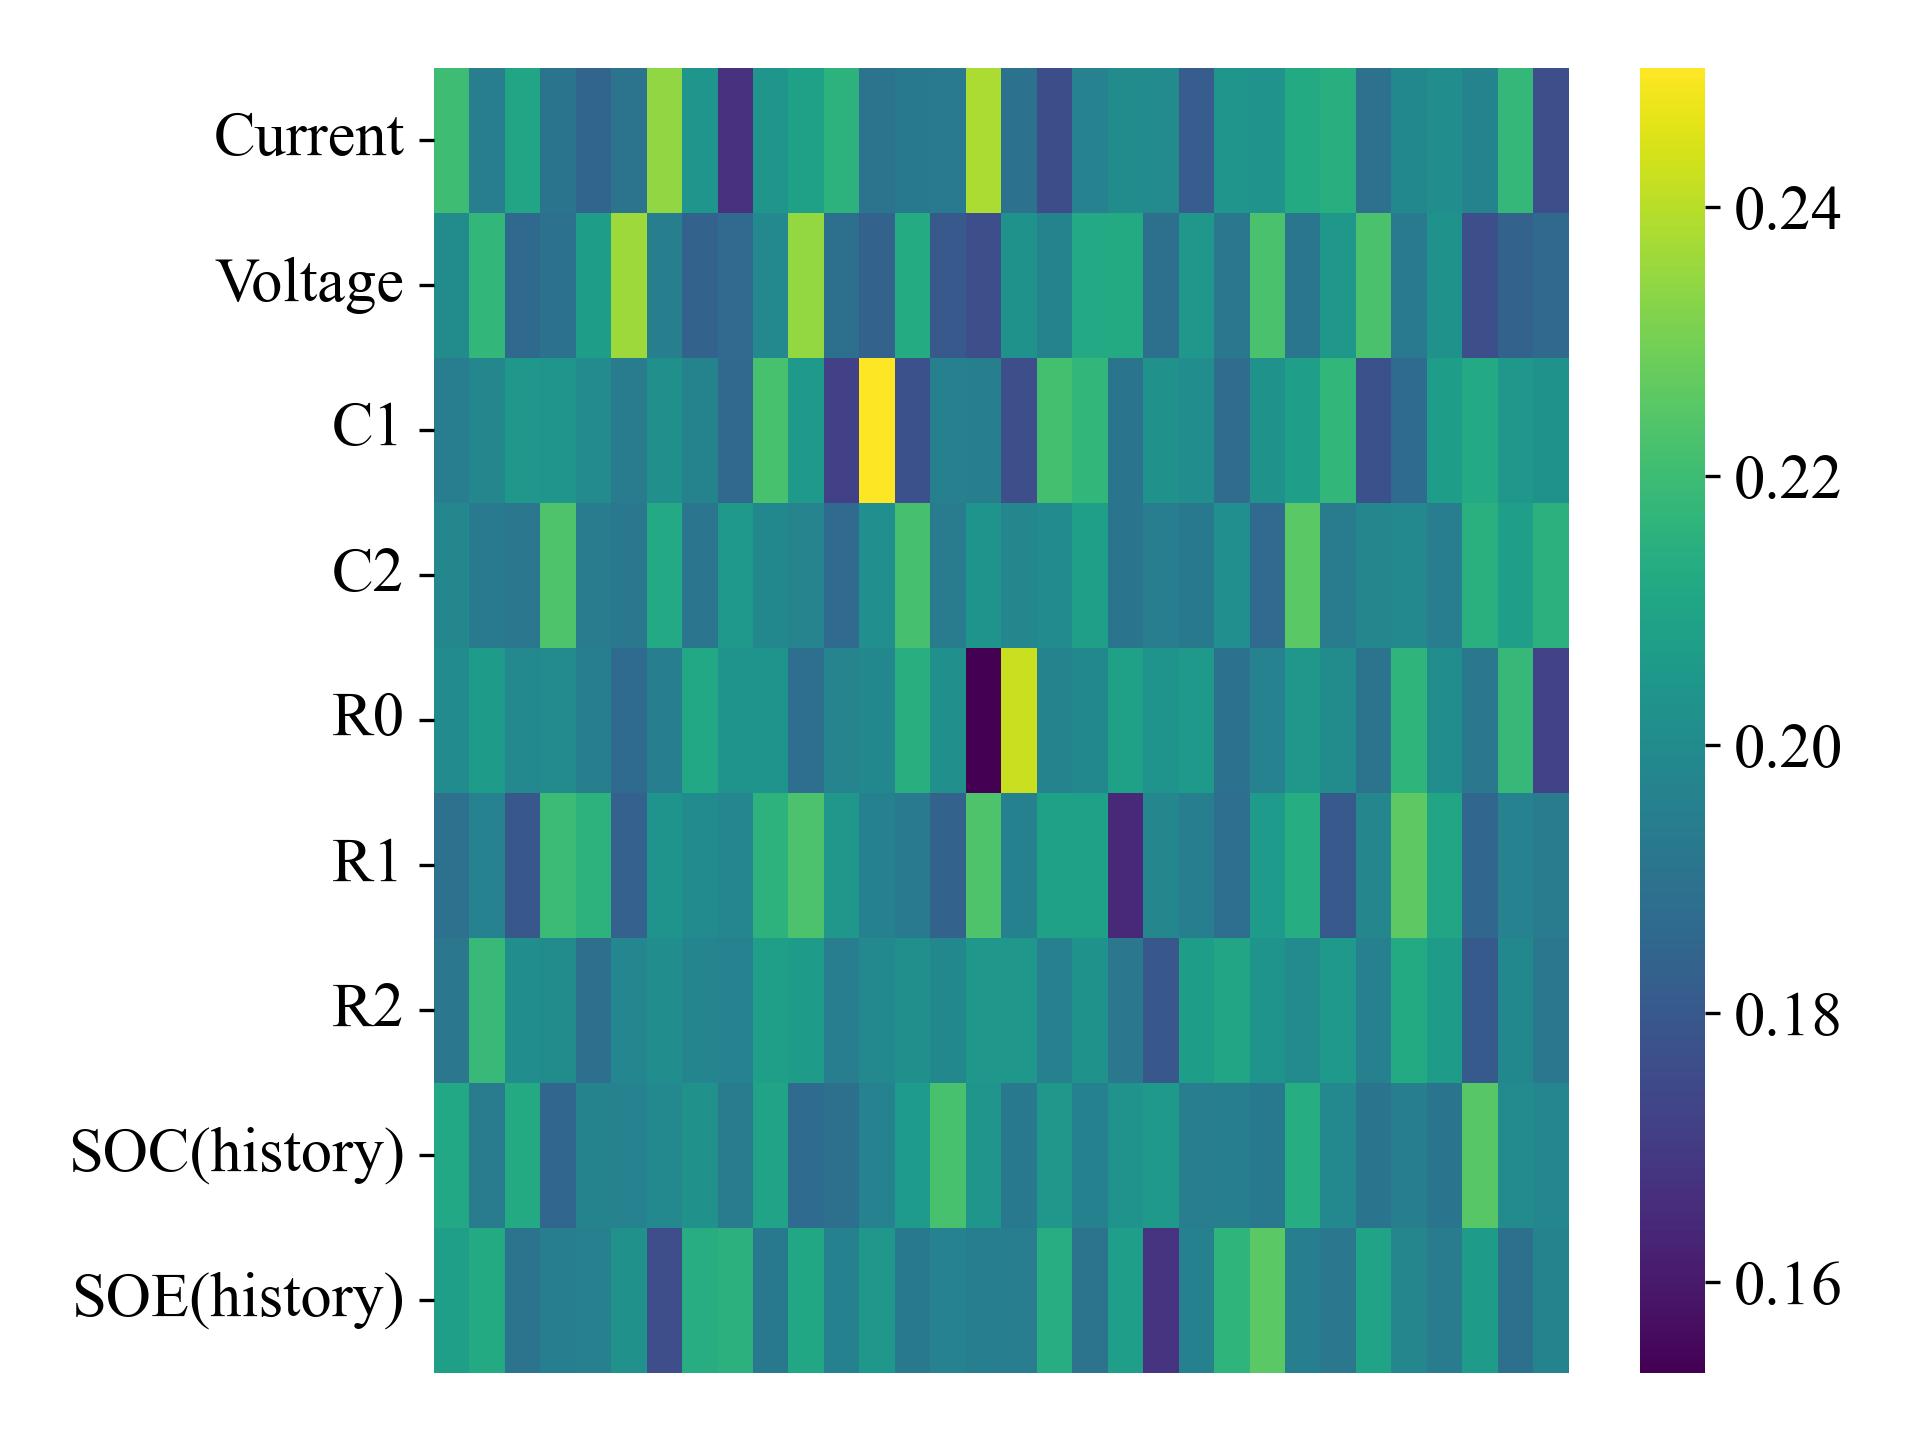 Current
Voltage
C1
C2
R0
R1
R2
SOC(history)
SOE(history)
0.24
0.22
0.20
0.18
0.16